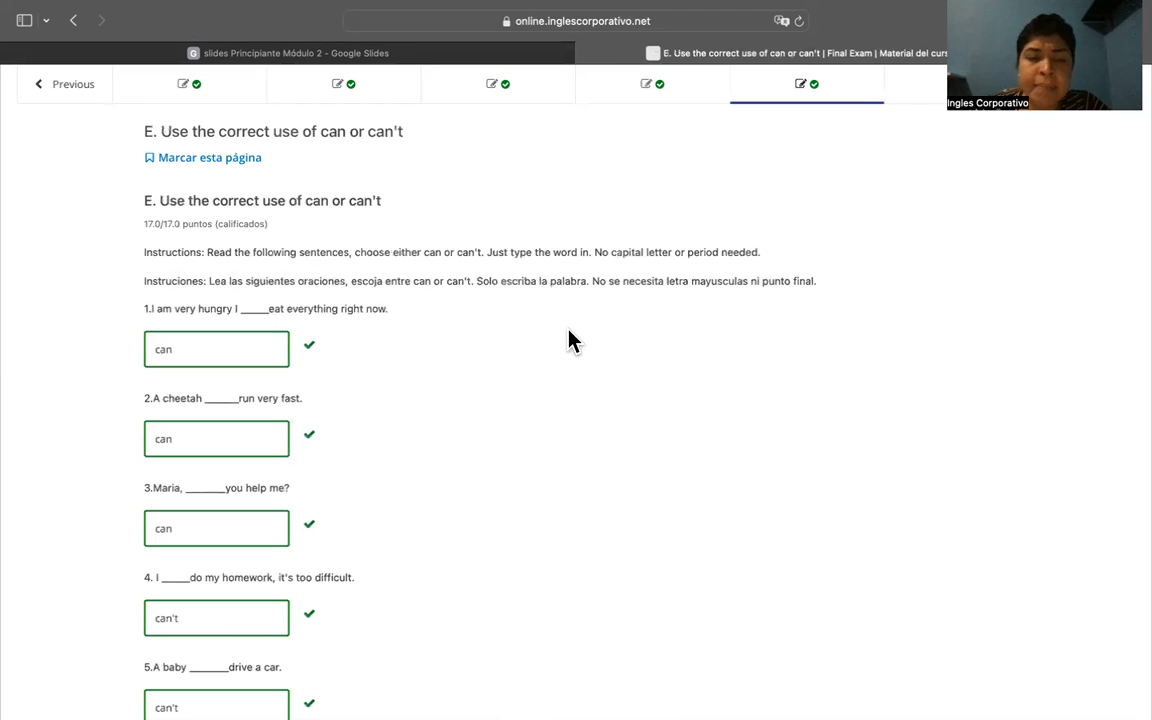 online.inglescorporativo.net
slides Principiante Módulo 2 - Google Slides
E. Use the correct use of can or can't | Final Exam | Material del curs
Ingles Corporativo
Previous
E. Use the correct use of can or can't
Marcar esta página
E. Use the correct use of can or can't
17.0/17.0 puntos (calificados)
Instructions: Read the following sentences, choose either can or can't. Just type the word in. No capital letter or period needed.
Instruciones: Lea las siguientes oraciones, escoja entre can or can't. Solo escriba la palabra. No se necesita letra mayusculas ni punto final.
1.I am very hungry I _____eat everything right now.
can
2.A cheetah ______run very fast.
can
3.Maria, _______you help me?
can
4. I _____do my homework, it's too difficult.
can't
5.A baby _______drive a car.
can't